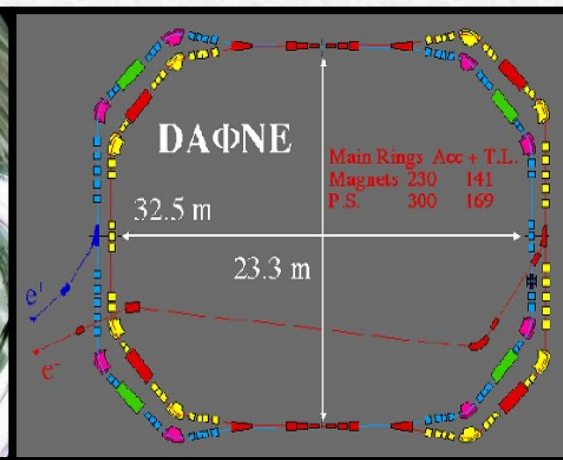 DAΦNE
Main Rings Acc + T.L.
Magnets 230 141
P.S. 300 169
32.5 m
23.3 m
e⁺
e⁻